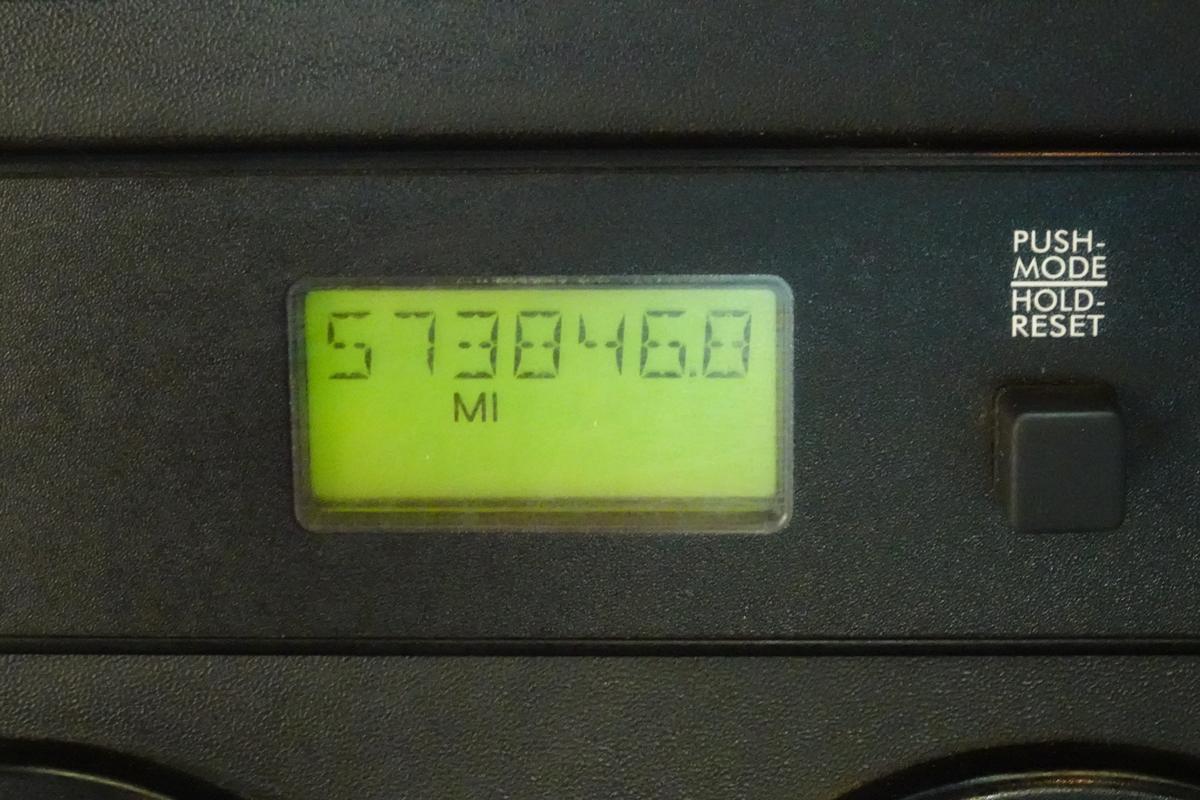 573846.8
MI
PUSH-
MODE
HOLD-
RESET